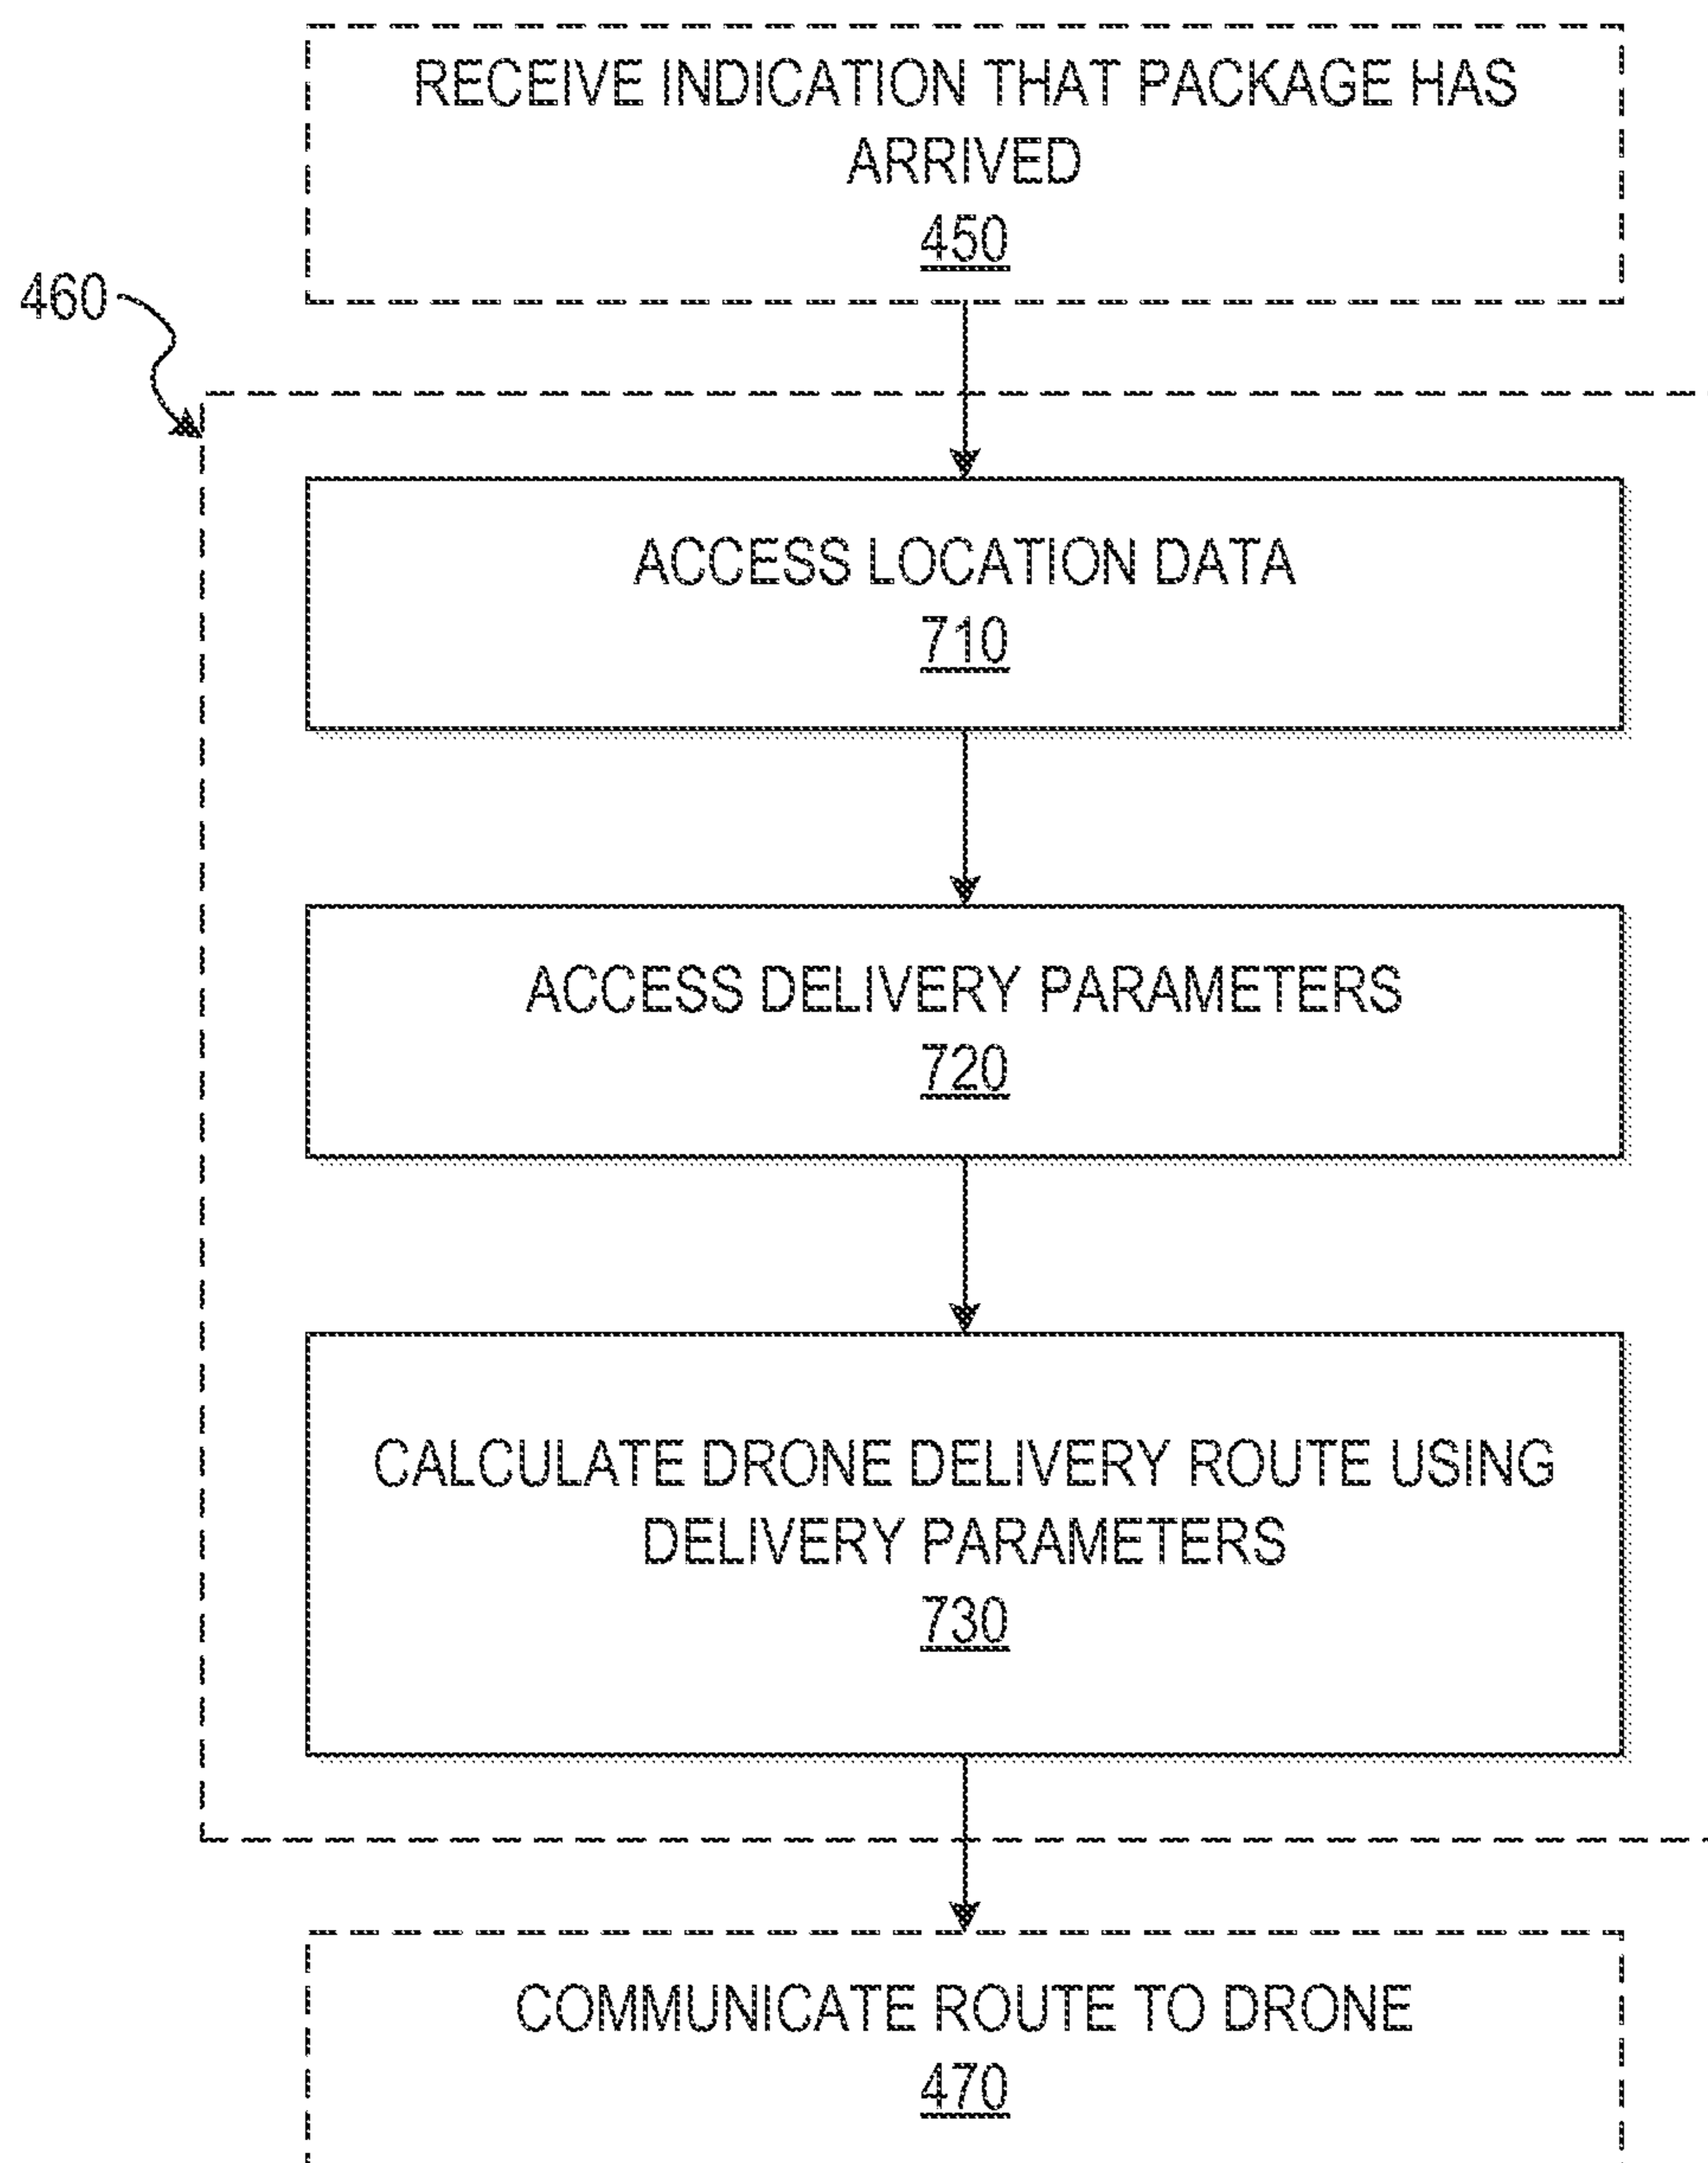 RECEIVE INDICATION THAT PACKAGE HAS
ARRIVED
450
460
ACCESS LOCATION DATA
710
ACCESS DELIVERY PARAMETERS
720
CALCULATE DRONE DELIVERY ROUTE USING
DELIVERY PARAMETERS
730
COMMUNICATE ROUTE TO DRONE
470